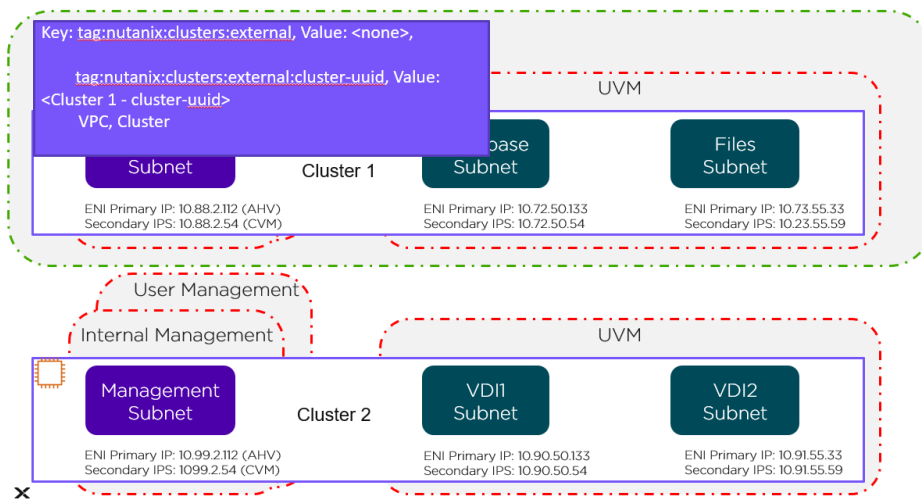 Key: tag:nutanix:clusters:external, Value: <none>,
tag:nutanix:clusters:external:cluster-uuid, Value:
<Cluster 1 - cluster-uuid>
VPC, Cluster
UVM
Subnet
Cluster 1
base
Subnet
Files
Subnet
ENI Primary IP: 10.88.2.112 (AHV)
Secondary IPS: 10.88.2.54 (CVM)
ENI Primary IP: 10.72.50.133
Secondary IPS: 10.72.50.54
ENI Primary IP: 10.73.55.33
Secondary IPS: 10.23.55.59
User Management
Internal Management
UVM
Management
Subnet
Cluster 2
VDI1
Subnet
VDI2
Subnet
ENI Primary IP: 10.99.2.112 (AHV)
Secondary IPS: 1099.2.54 (CVM)
ENI Primary IP: 10.90.50.133
Secondary IPS: 10.90.50.54
ENI Primary IP: 10.91.55.33
Secondary IPS: 10.91.55.59